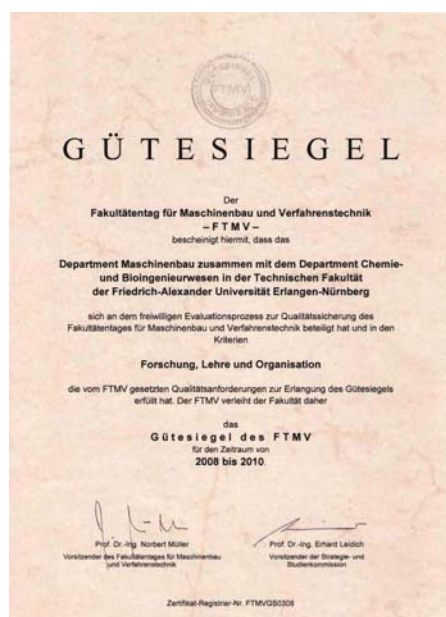 GÜTESIEGEL
FTMV
GÜTESIEGEL
Der
Fakultätentag für Maschinenbau und Verfahrenstechnik
– F T M V –
bescheinigt hiermit, dass das
Department Maschinenbau zusammen mit dem Department Chemie-
und Bioingenieurwesen in der Technischen Fakultät
der Friedrich-Alexander Universität Erlangen-Nürnberg
sich an dem freiwilligen Evaluationsprozess zur Qualitätssicherung des
Fakultätentages für Maschinenbau und Verfahrenstechnik beteiligt hat und in den
Kriterien
Forschung, Lehre und Organisation
die vom FTMV gesetzten Qualitätsanforderungen zur Erlangung des Gütesiegels
erfüllt hat. Der FTMV verleiht der Fakultät daher
das
Gütesiegel des FTMV
für den Zeitraum von
2008 bis 2010.
Prof. Dr.-Ing. Norbert Müller
Vorsitzender des Fakultätentages für Maschinenbau
und Verfahrenstechnik
Prof. Dr.-Ing. Erhard Leidich
Vorsitzender der Strategie- und
Studienkommission
Zertifikat-Registrier-Nr. FTMVGS0308